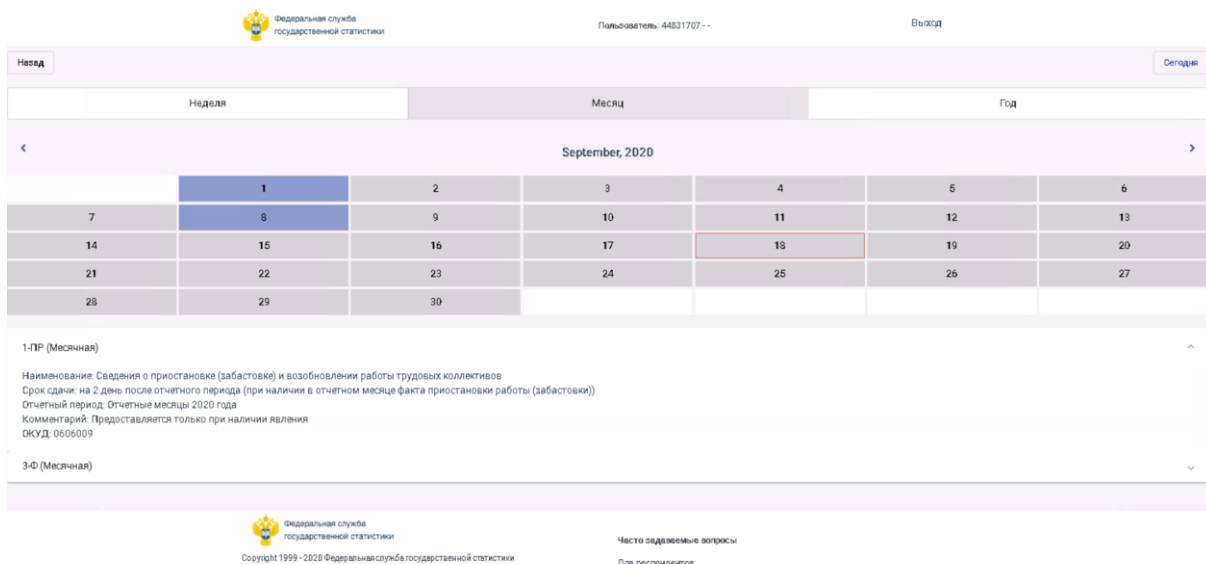 Федеральная служба
государственной статистики
Пользователь: 44831707 - -
Выход
Назад
Сегодня
Неделя Месяц Год
September, 2020
1 2 3 4 5 6
7 8 9 10 11 12 13
14 15 16 17 18 19 20
21 22 23 24 25 26 27
28 29 30
1-ПР (Месячная)
Наименование: Сведения о приостановке (забастовке) и возобновлении работы трудовых коллективов
Срок сдачи: на 2 день после отчетного периода (при наличии в отчетном месяце факта приостановки работы (забастовки))
Отчетный период: Отчетные месяцы 2020 года
Комментарий: Предоставляется только при наличии явления
ОКУД: 0606009
3-Ф (Месячная)
Федеральная служба
государственной статистики
Copyright 1999 - 2020 Федеральная служба государственной статистики
Часто задаваемые вопросы
Для респондентов